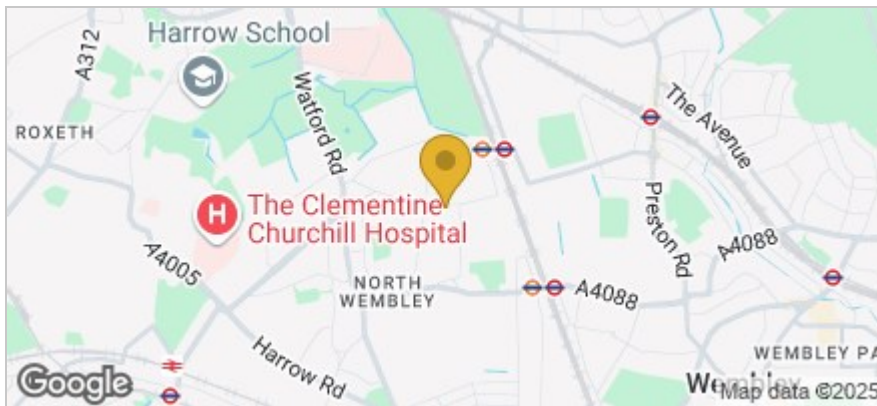 A312
Harrow School
ROXETH
Watford Rd
The Avenue
H
The Clementine
Churchill Hospital
Preston Rd
A4005
A4088
NORTH
WEMBLEY
A4088
Harrow Rd
WEMBLEY PA
Wembley
Google
Map data ©2025